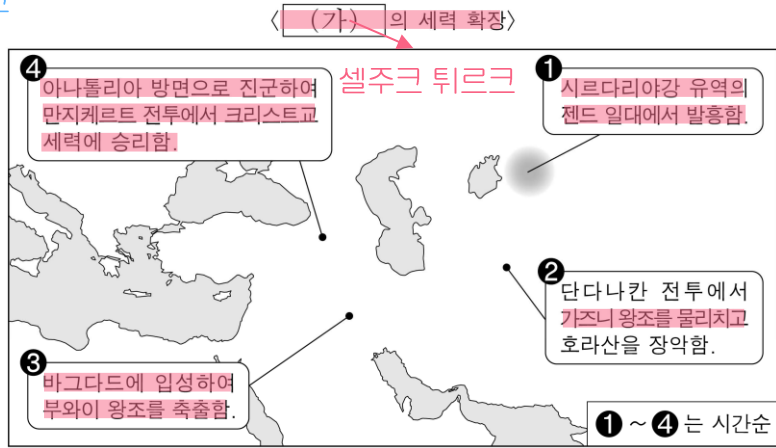 〈 (가) 의 세력 확장〉
셀주크 튀르크
❹
아나톨리아 방면으로 진군하여
만지케르트 전투에서 크리스트교
세력에 승리함.
❶
시르다리야강 유역의
젠드 일대에서 발흥함.
❷
단다나칸 전투에서
가즈니 왕조를 물리치고
호라산을 장악함.
❸
바그다드에 입성하여
부와이 왕조를 축출함.
❶ ~ ❹ 는 시간순